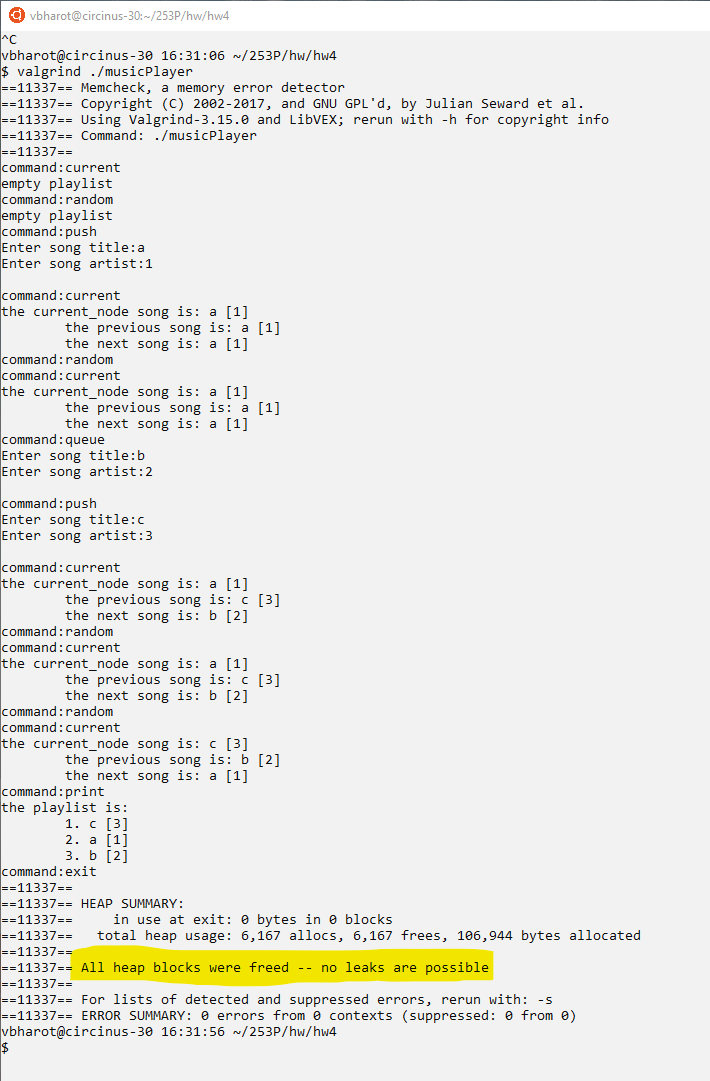 vbharot@circinus-30:~/253P/hw/hw4
^C
vbharot@circinus-30 16:31:06 ~/253P/hw/hw4
$ valgrind ./musicPlayer
==11337== Memcheck, a memory error detector
==11337== Copyright (C) 2002-2017, and GNU GPL'd, by Julian Seward et al.
==11337== Using Valgrind-3.15.0 and LibVEX; rerun with -h for copyright info
==11337== Command: ./musicPlayer
==11337==
command:current
empty playlist
command:random
empty playlist
command:push
Enter song title:a
Enter song artist:1

command:current
the current_node song is: a [1]
        the previous song is: a [1]
        the next song is: a [1]
command:random
command:current
the current_node song is: a [1]
        the previous song is: a [1]
        the next song is: a [1]
command:queue
Enter song title:b
Enter song artist:2

command:push
Enter song title:c
Enter song artist:3

command:current
the current_node song is: a [1]
        the previous song is: c [3]
        the next song is: b [2]
command:random
command:current
the current_node song is: a [1]
        the previous song is: c [3]
        the next song is: b [2]
command:random
command:current
the current_node song is: c [3]
        the previous song is: b [2]
        the next song is: a [1]
command:print
the playlist is:
        1. c [3]
        2. a [1]
        3. b [2]
command:exit
==11337==
==11337== HEAP SUMMARY:
==11337==     in use at exit: 0 bytes in 0 blocks
==11337==   total heap usage: 6,167 allocs, 6,167 frees, 106,944 bytes allocated
==11337==
==11337== All heap blocks were freed -- no leaks are possible
==11337==
==11337== For lists of detected and suppressed errors, rerun with: -s
==11337== ERROR SUMMARY: 0 errors from 0 contexts (suppressed: 0 from 0)
vbharot@circinus-30 16:31:56 ~/253P/hw/hw4
$